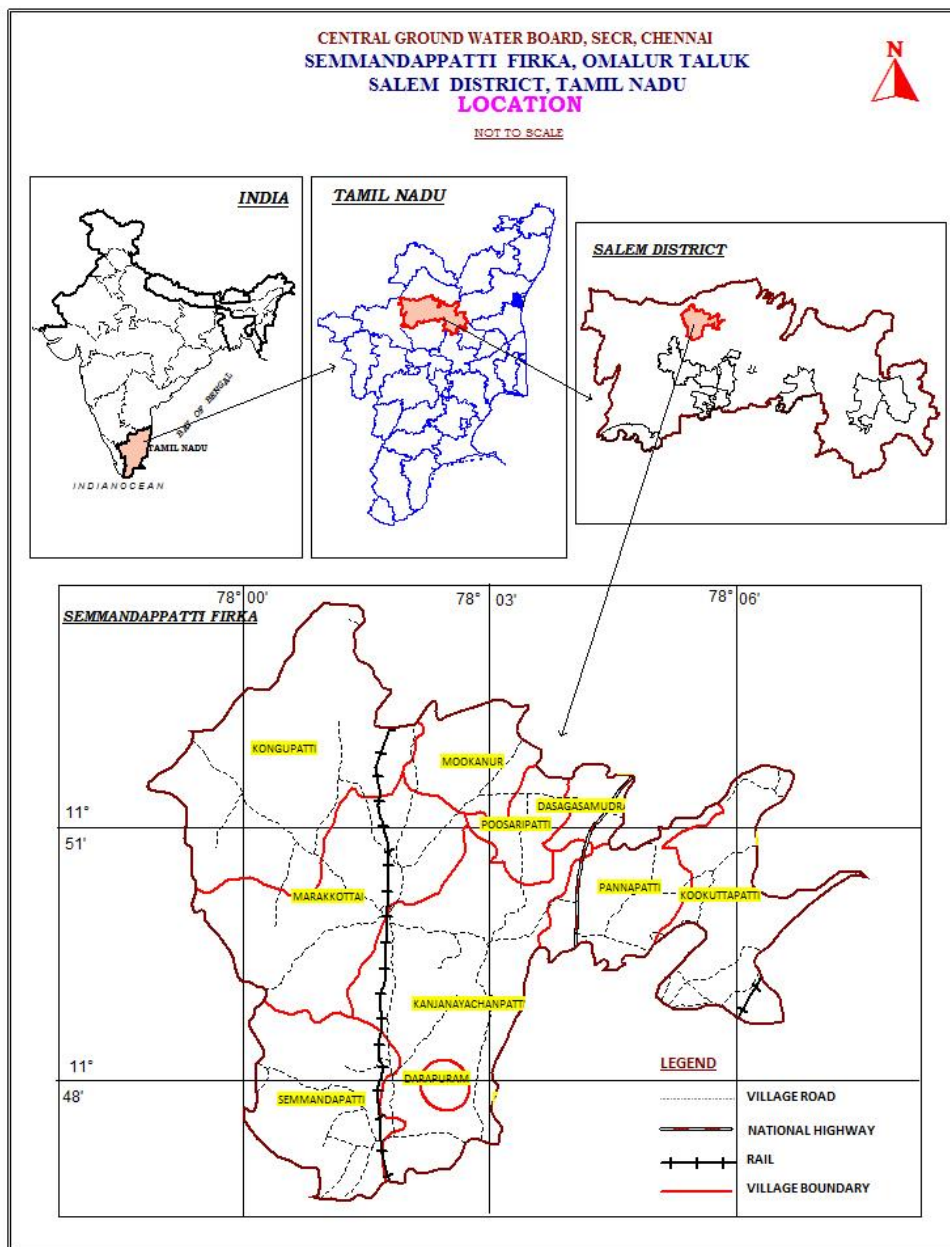 CENTRAL GROUND WATER BOARD, SECR, CHENNAI
SEMMANDAPPATTI FIRKA, OMALUR TALUK
SALEM DISTRICT, TAMIL NADU
LOCATION
NOT TO SCALE
N
INDIA
BAY OF BENGAL
TAMIL NADU
INDIANOCEAN
TAMIL NADU
SALEM DISTRICT
78° 00'
78° 03'
78° 06'
SEMMANDAPPATTI FIRKA
KONGUPATTI
MOOKANUR
DASAGASAMUDRA
POOSARIPATTI
11°
51'
MARAKKOTTAI
PANNAPATTI
KOOKUTTAPATTI
KANJANAYACHANPATTI
11°
48'
DARAPURAM
SEMMANDAPATTI
LEGEND
VILLAGE ROAD
NATIONAL HIGHWAY
RAIL
VILLAGE BOUNDARY